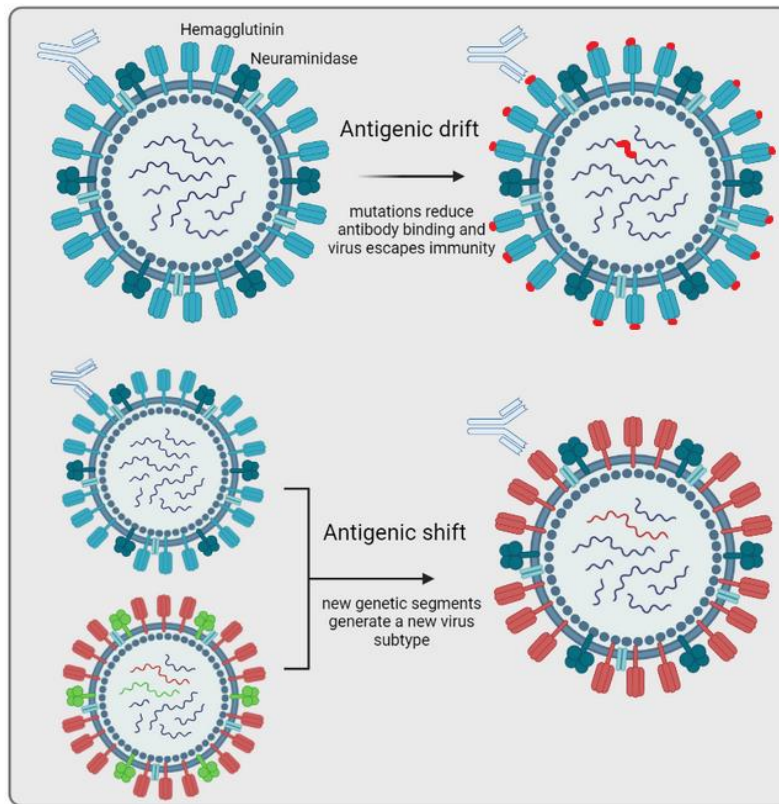 Hemagglutinin
Neuraminidase
Antigenic drift
mutations reduce
antibody binding and
virus escapes immunity
Antigenic shift
new genetic segments
generate a new virus
subtype